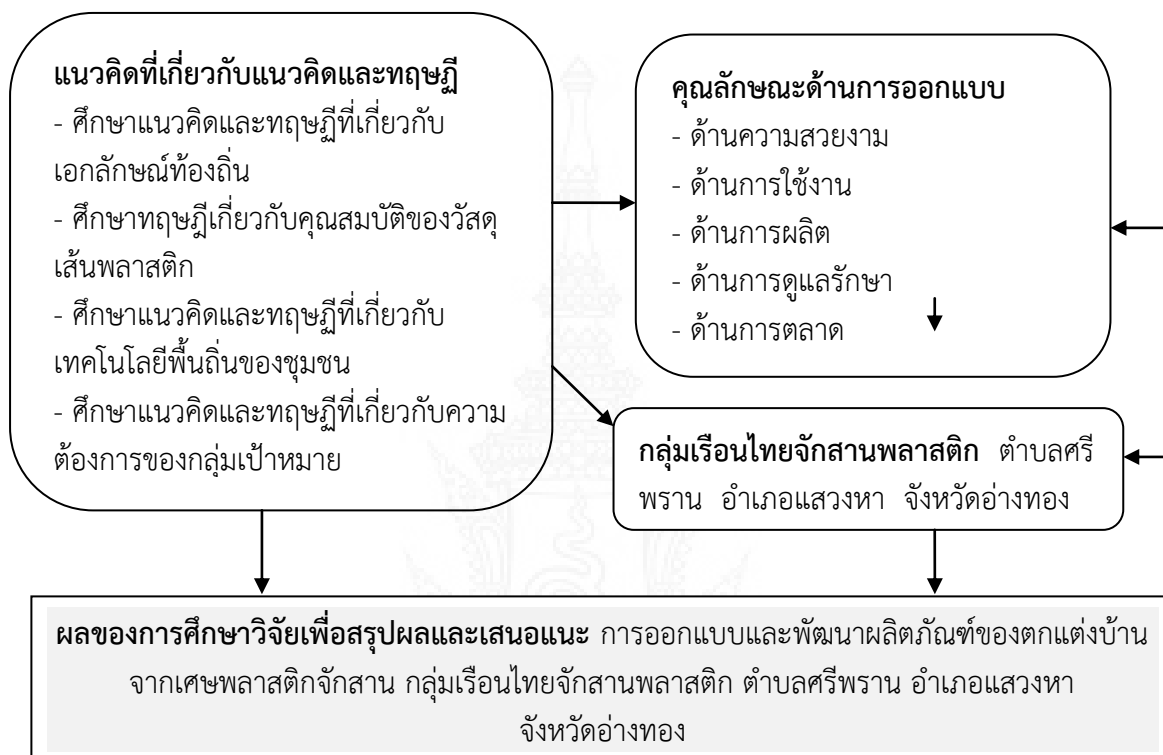 แนวคิดที่เกี่ยวกับแนวคิดและทฤษฎี
- ศึกษาแนวคิดและทฤษฎีที่เกี่ยวกับ
เอกลักษณ์ท้องถิ่น
- ศึกษาทฤษฎีเกี่ยวกับคุณสมบัติของวัสดุ
เส้นพลาสติก
- ศึกษาแนวคิดและทฤษฎีที่เกี่ยวกับ
เทคโนโลยีพื้นถิ่นของชุมชน
- ศึกษาแนวคิดและทฤษฎีที่เกี่ยวกับความ
ต้องการของกลุ่มเป้าหมาย
คุณลักษณะด้านการออกแบบ
- ด้านความสวยงาม
- ด้านการใช้งาน
- ด้านการผลิต
- ด้านการดูแลรักษา
- ด้านการตลาด
กลุ่มเรือนไทยจักสานพลาสติก ตำบลศรี
พราน อำเภอแสวงหา จังหวัดอ่างทอง
ผลของการศึกษาวิจัยเพื่อสรุปผลและเสนอแนะ การออกแบบและพัฒนาผลิตภัณฑ์ของตกแต่งบ้าน
จากเศษพลาสติกจักสาน กลุ่มเรือนไทยจักสานพลาสติก ตำบลศรีพราน อำเภอแสวงหา
จังหวัดอ่างทอง